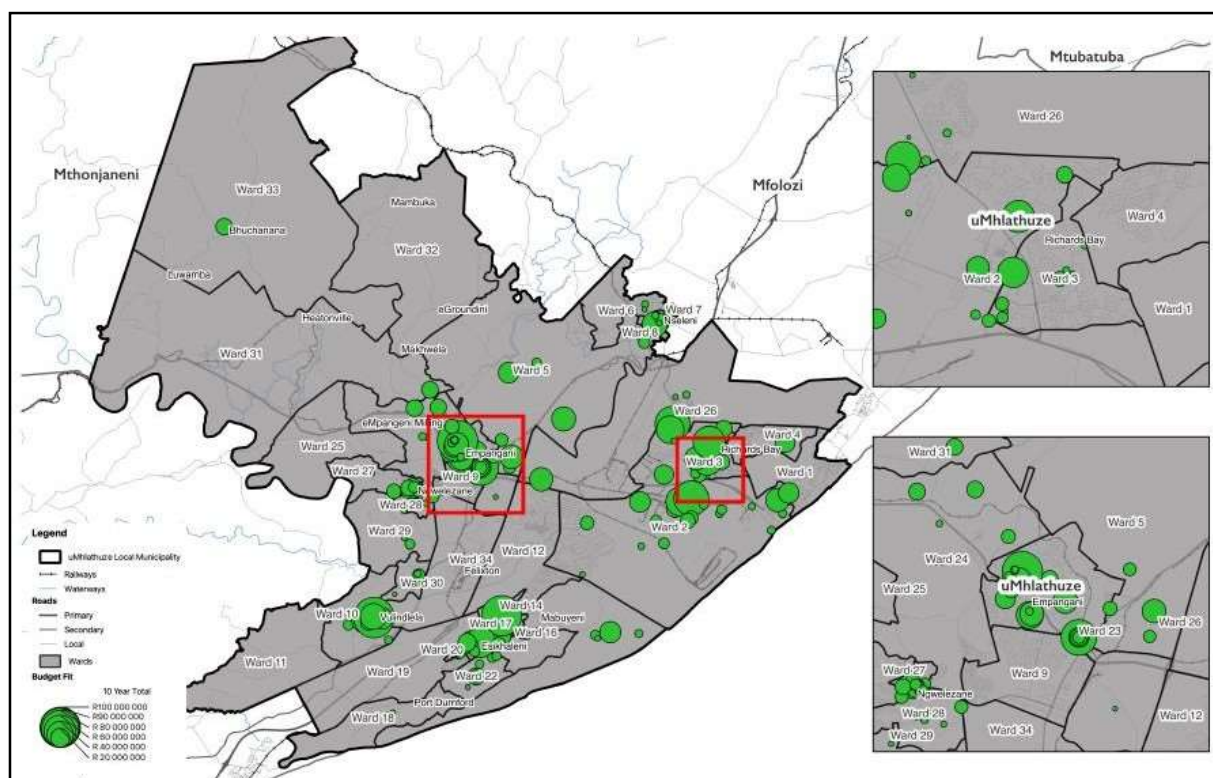 Mtubatuba
Mthonjaneni
Mfolozi
Ward 33
Bhuchanana
Mambuka
Ward 32
Luwamba
Heatonville
eGroundini
Ward 31
Makhwela
Ward 6
Ward 7
Nseleni
Ward 8
Ward 5
eMpangeni Milling
Ward 25
Empangani
Ward 26
Ward 4
Richards Bay
Ward 3
Ward 1
Ward 27
Ward 9
Ngwelezane
Ward 28
Ward 2
Ward 29
Ward 34
Ward 12
Felixton
Ward 30
Ward 10
Vulindlela
Ward 14
Mabuyeni
Ward 17
Ward 16
Ward 20
Esikhaleni
Ward 11
Ward 19
Ward 22
Port Durnford
Ward 18
Legend
uMhlathuze Local Municipality
Railways
Waterways
Roads
Primary
Secondary
Local
Wards
Budget Fit
10 Year Total
R100 000 000
R90 000 000
R 80 000 000
R 60 000 000
R 40 000 000
R 20 000 000
Ward 26
uMhlathuze
Ward 4
Richards Bay
Ward 2
Ward 3
Ward 1
Ward 31
Ward 5
Ward 24
uMhlathuze
Ward 25
Empangani
Ward 23
Ward 26
Ward 9
Ward 27
Ngwelezane
Ward 28
Ward 12
Ward 29
Ward 34